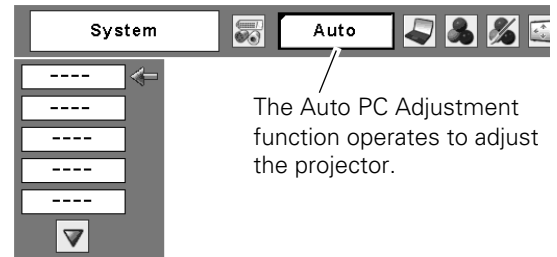 System
Auto
----
----
----
----
----
The Auto PC Adjustment
function operates to adjust
the projector.